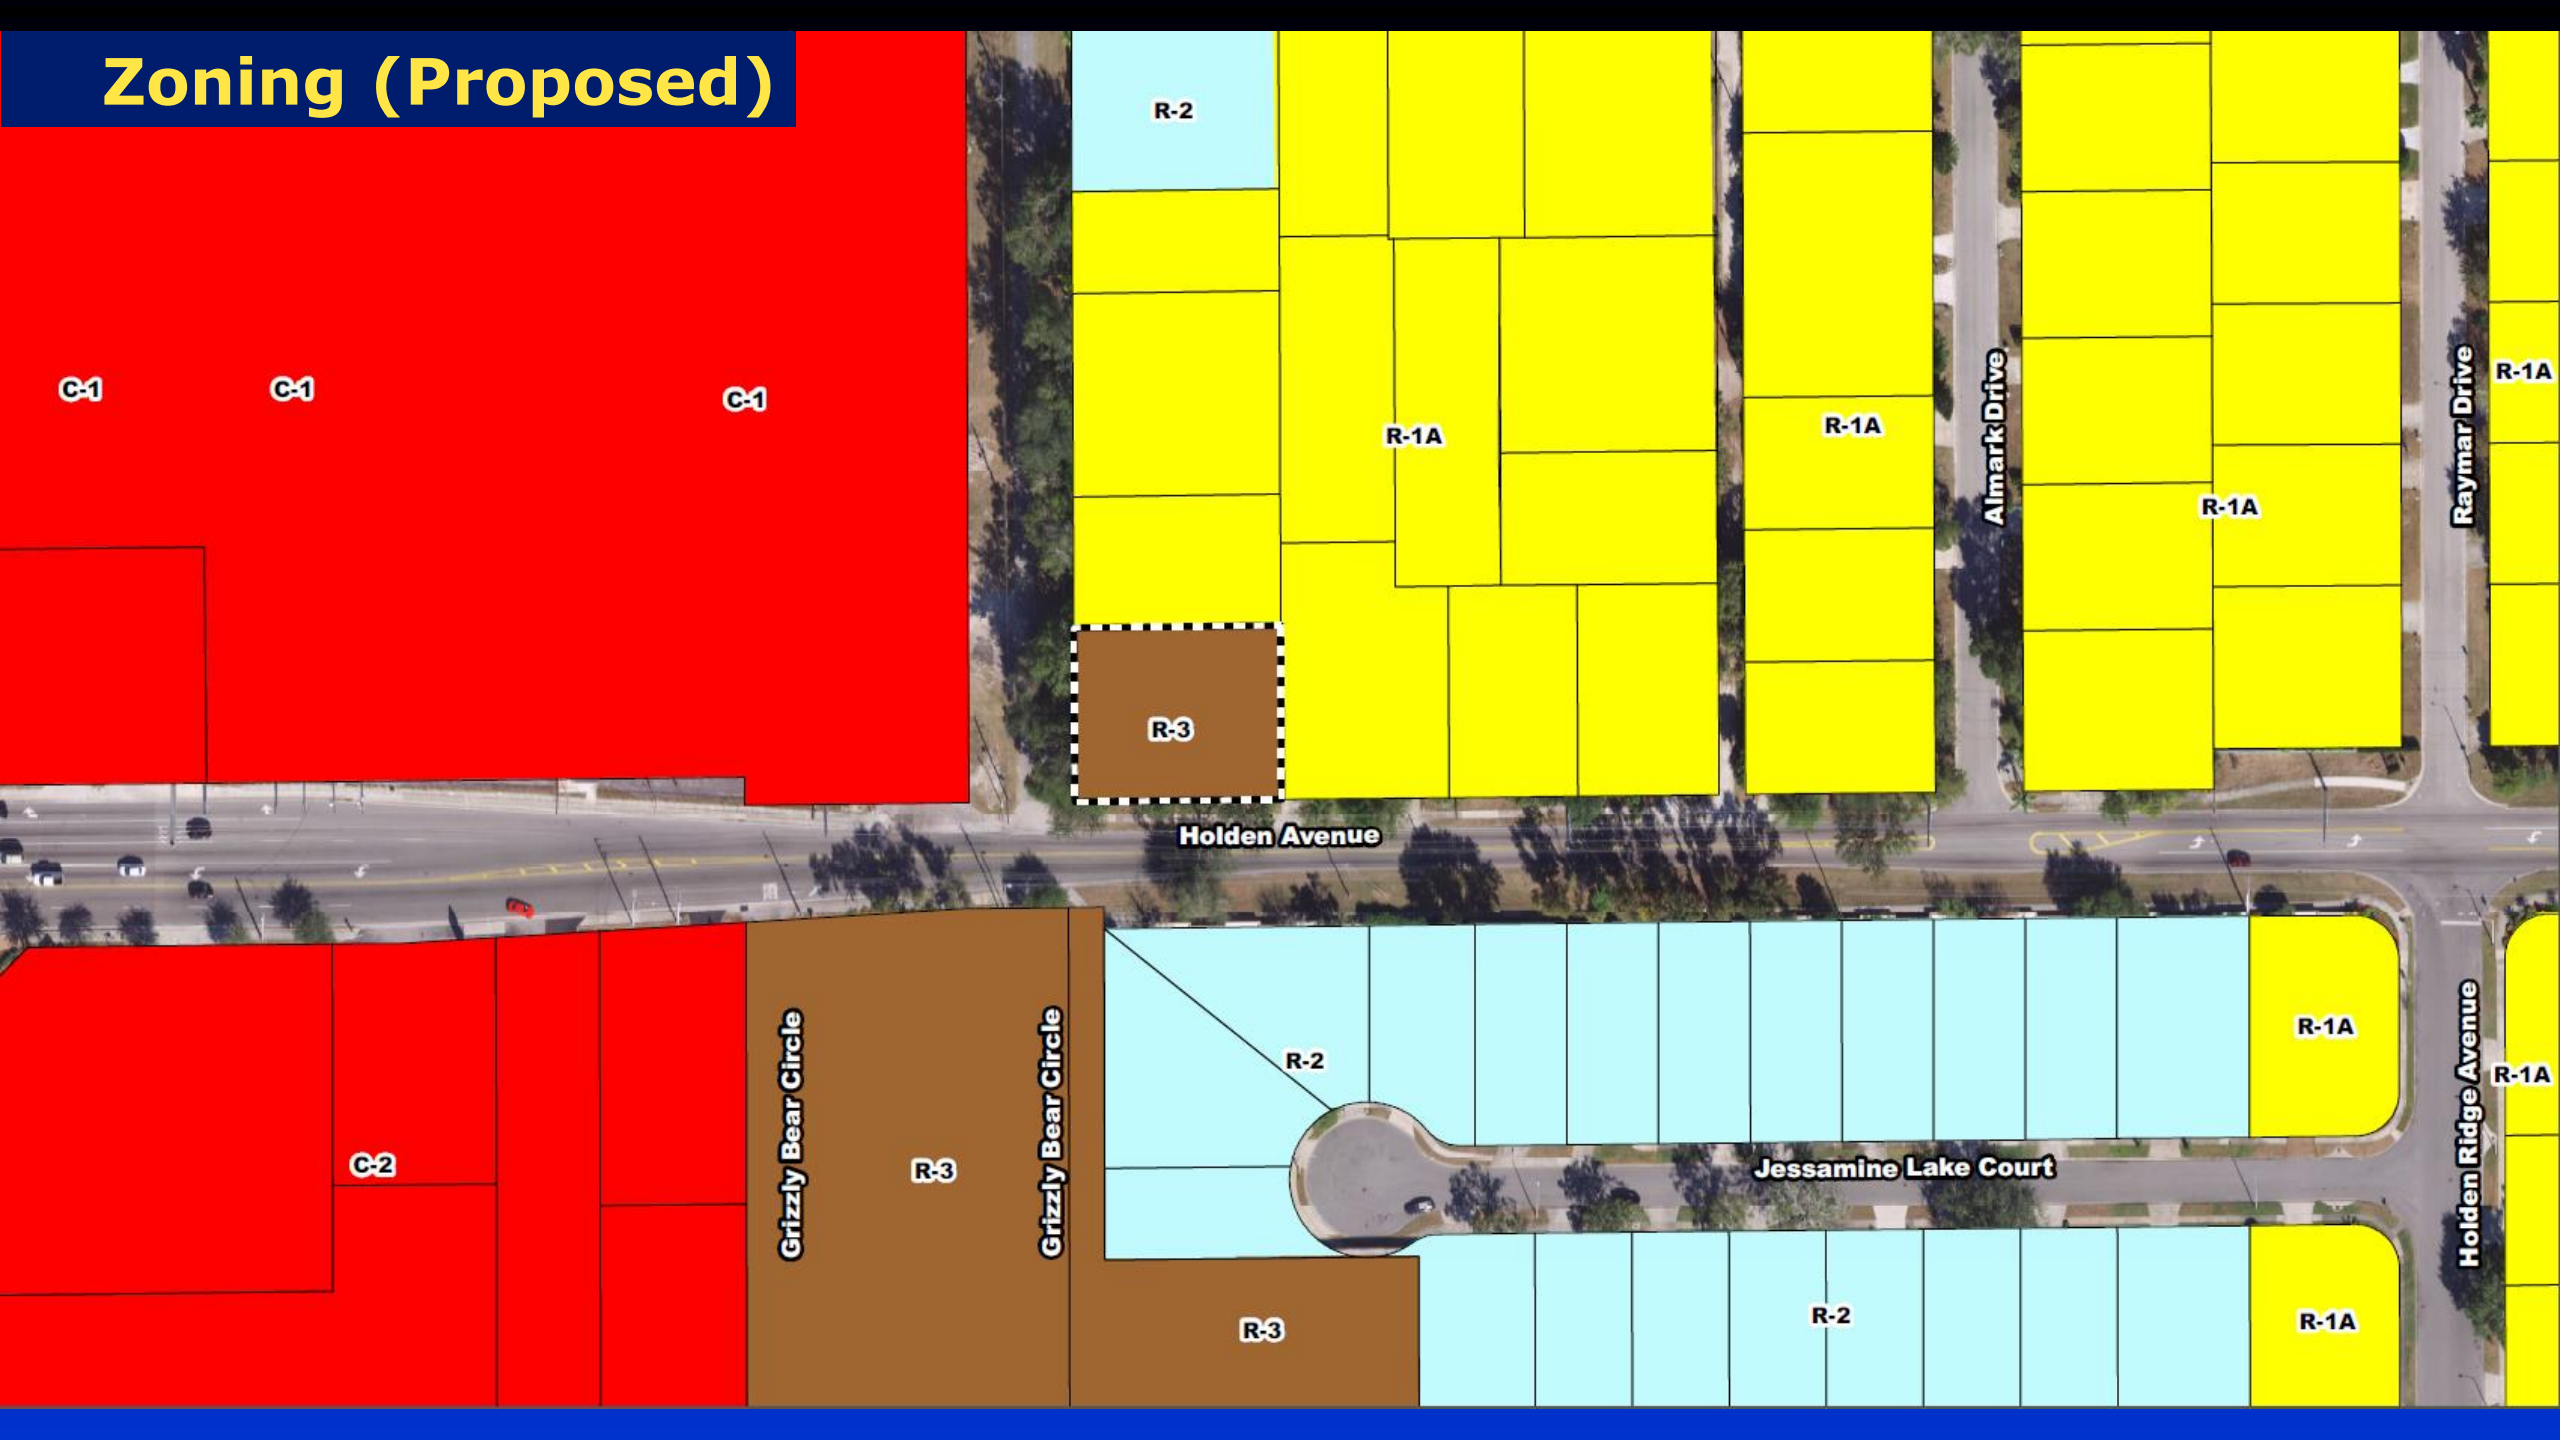 Zoning (Proposed)
R-2
C-1
C-1
C-1
R-1A
R-1A
Almark Drive
R-1A
Raymar Drive
R-1A
R-3
Holden Avenue
Grizzly Bear Circle
Grizzly Bear Circle
R-2
R-1A
Holden Ridge Avenue
R-1A
C-2
R-3
Jessamine Lake Court
R-3
R-2
R-1A